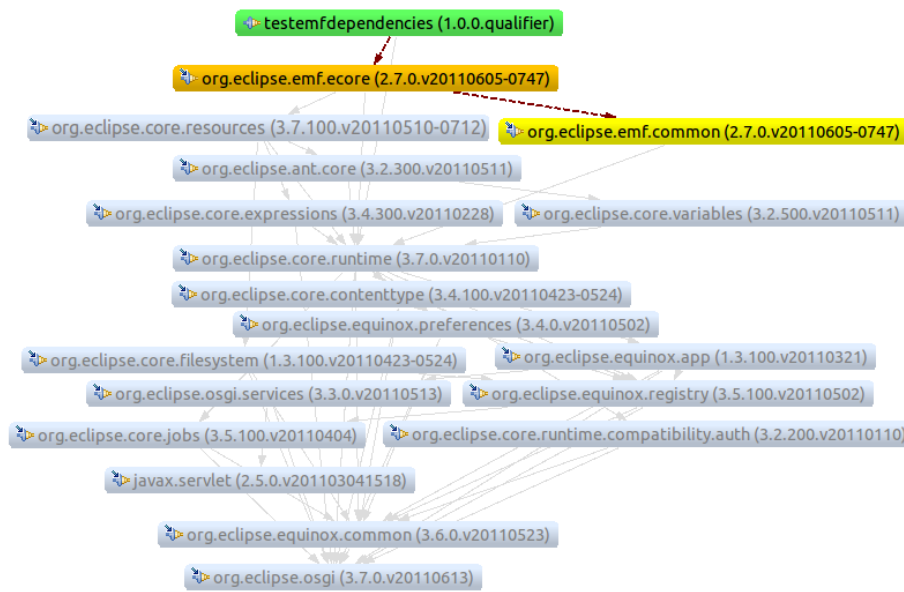 testemfdependencies (1.0.0.qualifier)
org.eclipse.emf.ecore (2.7.0.v20110605-0747)
org.eclipse.core.resources (3.7.100.v20110510-0712)
org.eclipse.emf.common (2.7.0.v20110605-0747)
org.eclipse.ant.core (3.2.300.v20110511)
org.eclipse.core.expressions (3.4.300.v20110228)
org.eclipse.core.variables (3.2.500.v20110511)
org.eclipse.core.runtime (3.7.0.v20110110)
org.eclipse.core.contenttype (3.4.100.v20110423-0524)
org.eclipse.equinox.preferences (3.4.0.v20110502)
org.eclipse.core.filesystem (1.3.100.v20110423-0524)
org.eclipse.equinox.app (1.3.100.v20110321)
org.eclipse.osgi.services (3.3.0.v20110513)
org.eclipse.equinox.registry (3.5.100.v20110502)
org.eclipse.core.jobs (3.5.100.v20110404)
org.eclipse.core.runtime.compatibility.auth (3.2.200.v20110110)
javax.servlet (2.5.0.v201103041518)
org.eclipse.equinox.common (3.6.0.v20110523)
org.eclipse.osgi (3.7.0.v20110613)